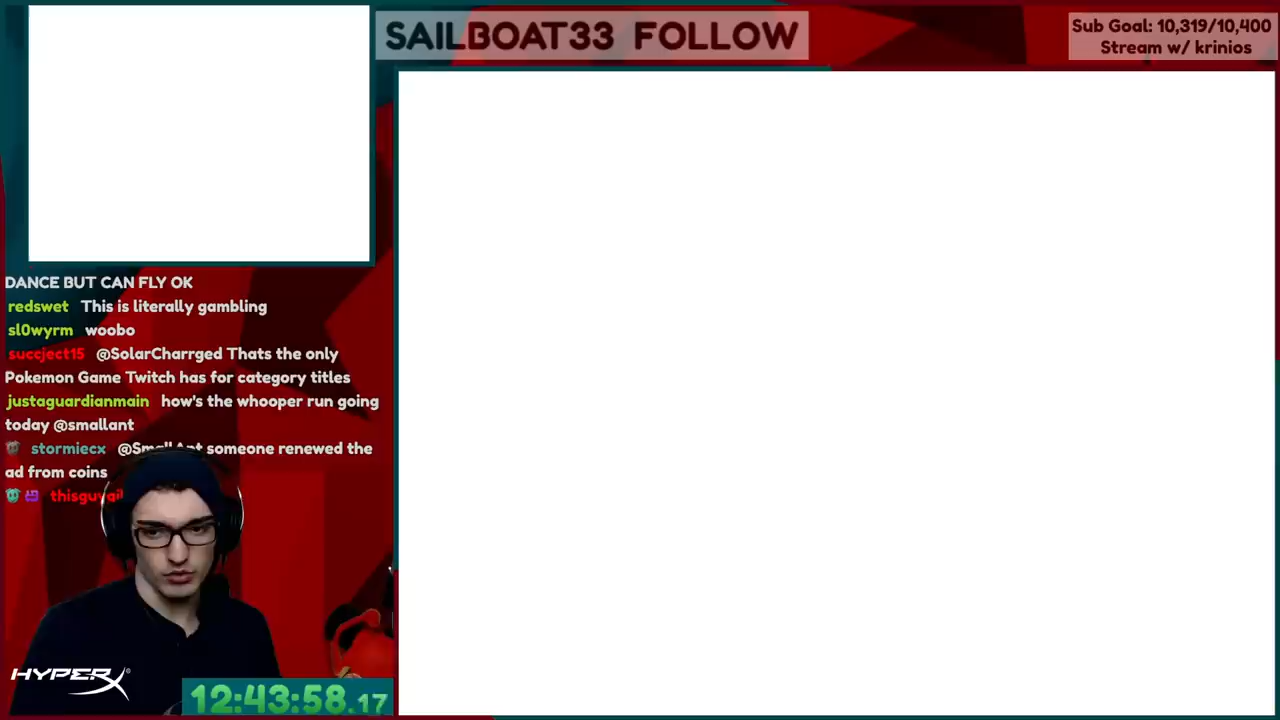 SAILBOAT33 FOLLOW
Sub Goal: 10,319/10,400
Stream w/ krinios
DANCE BUT CAN FLY OK
redswet This is literally gambling
sl0wyrm woobo
succject15 @SolarCharrged Thats the only
Pokemon Game Twitch has for category titles
justaguardianmain how's the whooper run going
today @smallant
stormiecx @SmallAnt someone renewed the
ad from coins
HYPERX
12:43:58.17